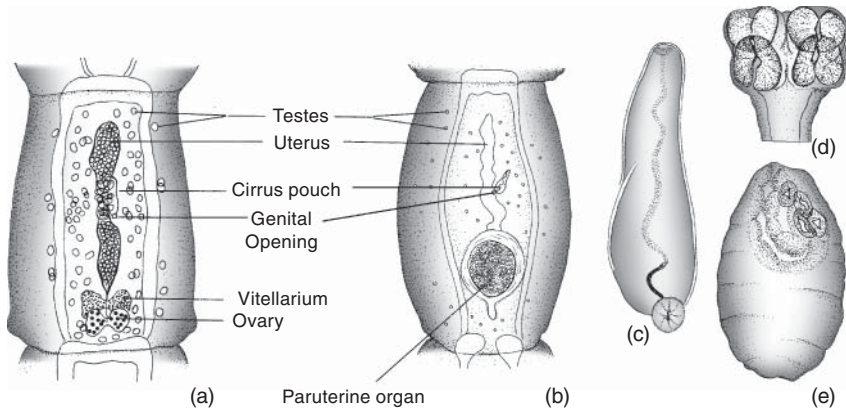 Testes
Uterus
Cirrus pouch
Genital
Opening
Vitellarium
Ovary
Paruterine organ
(a)
(b)
(c)
(d)
(e)